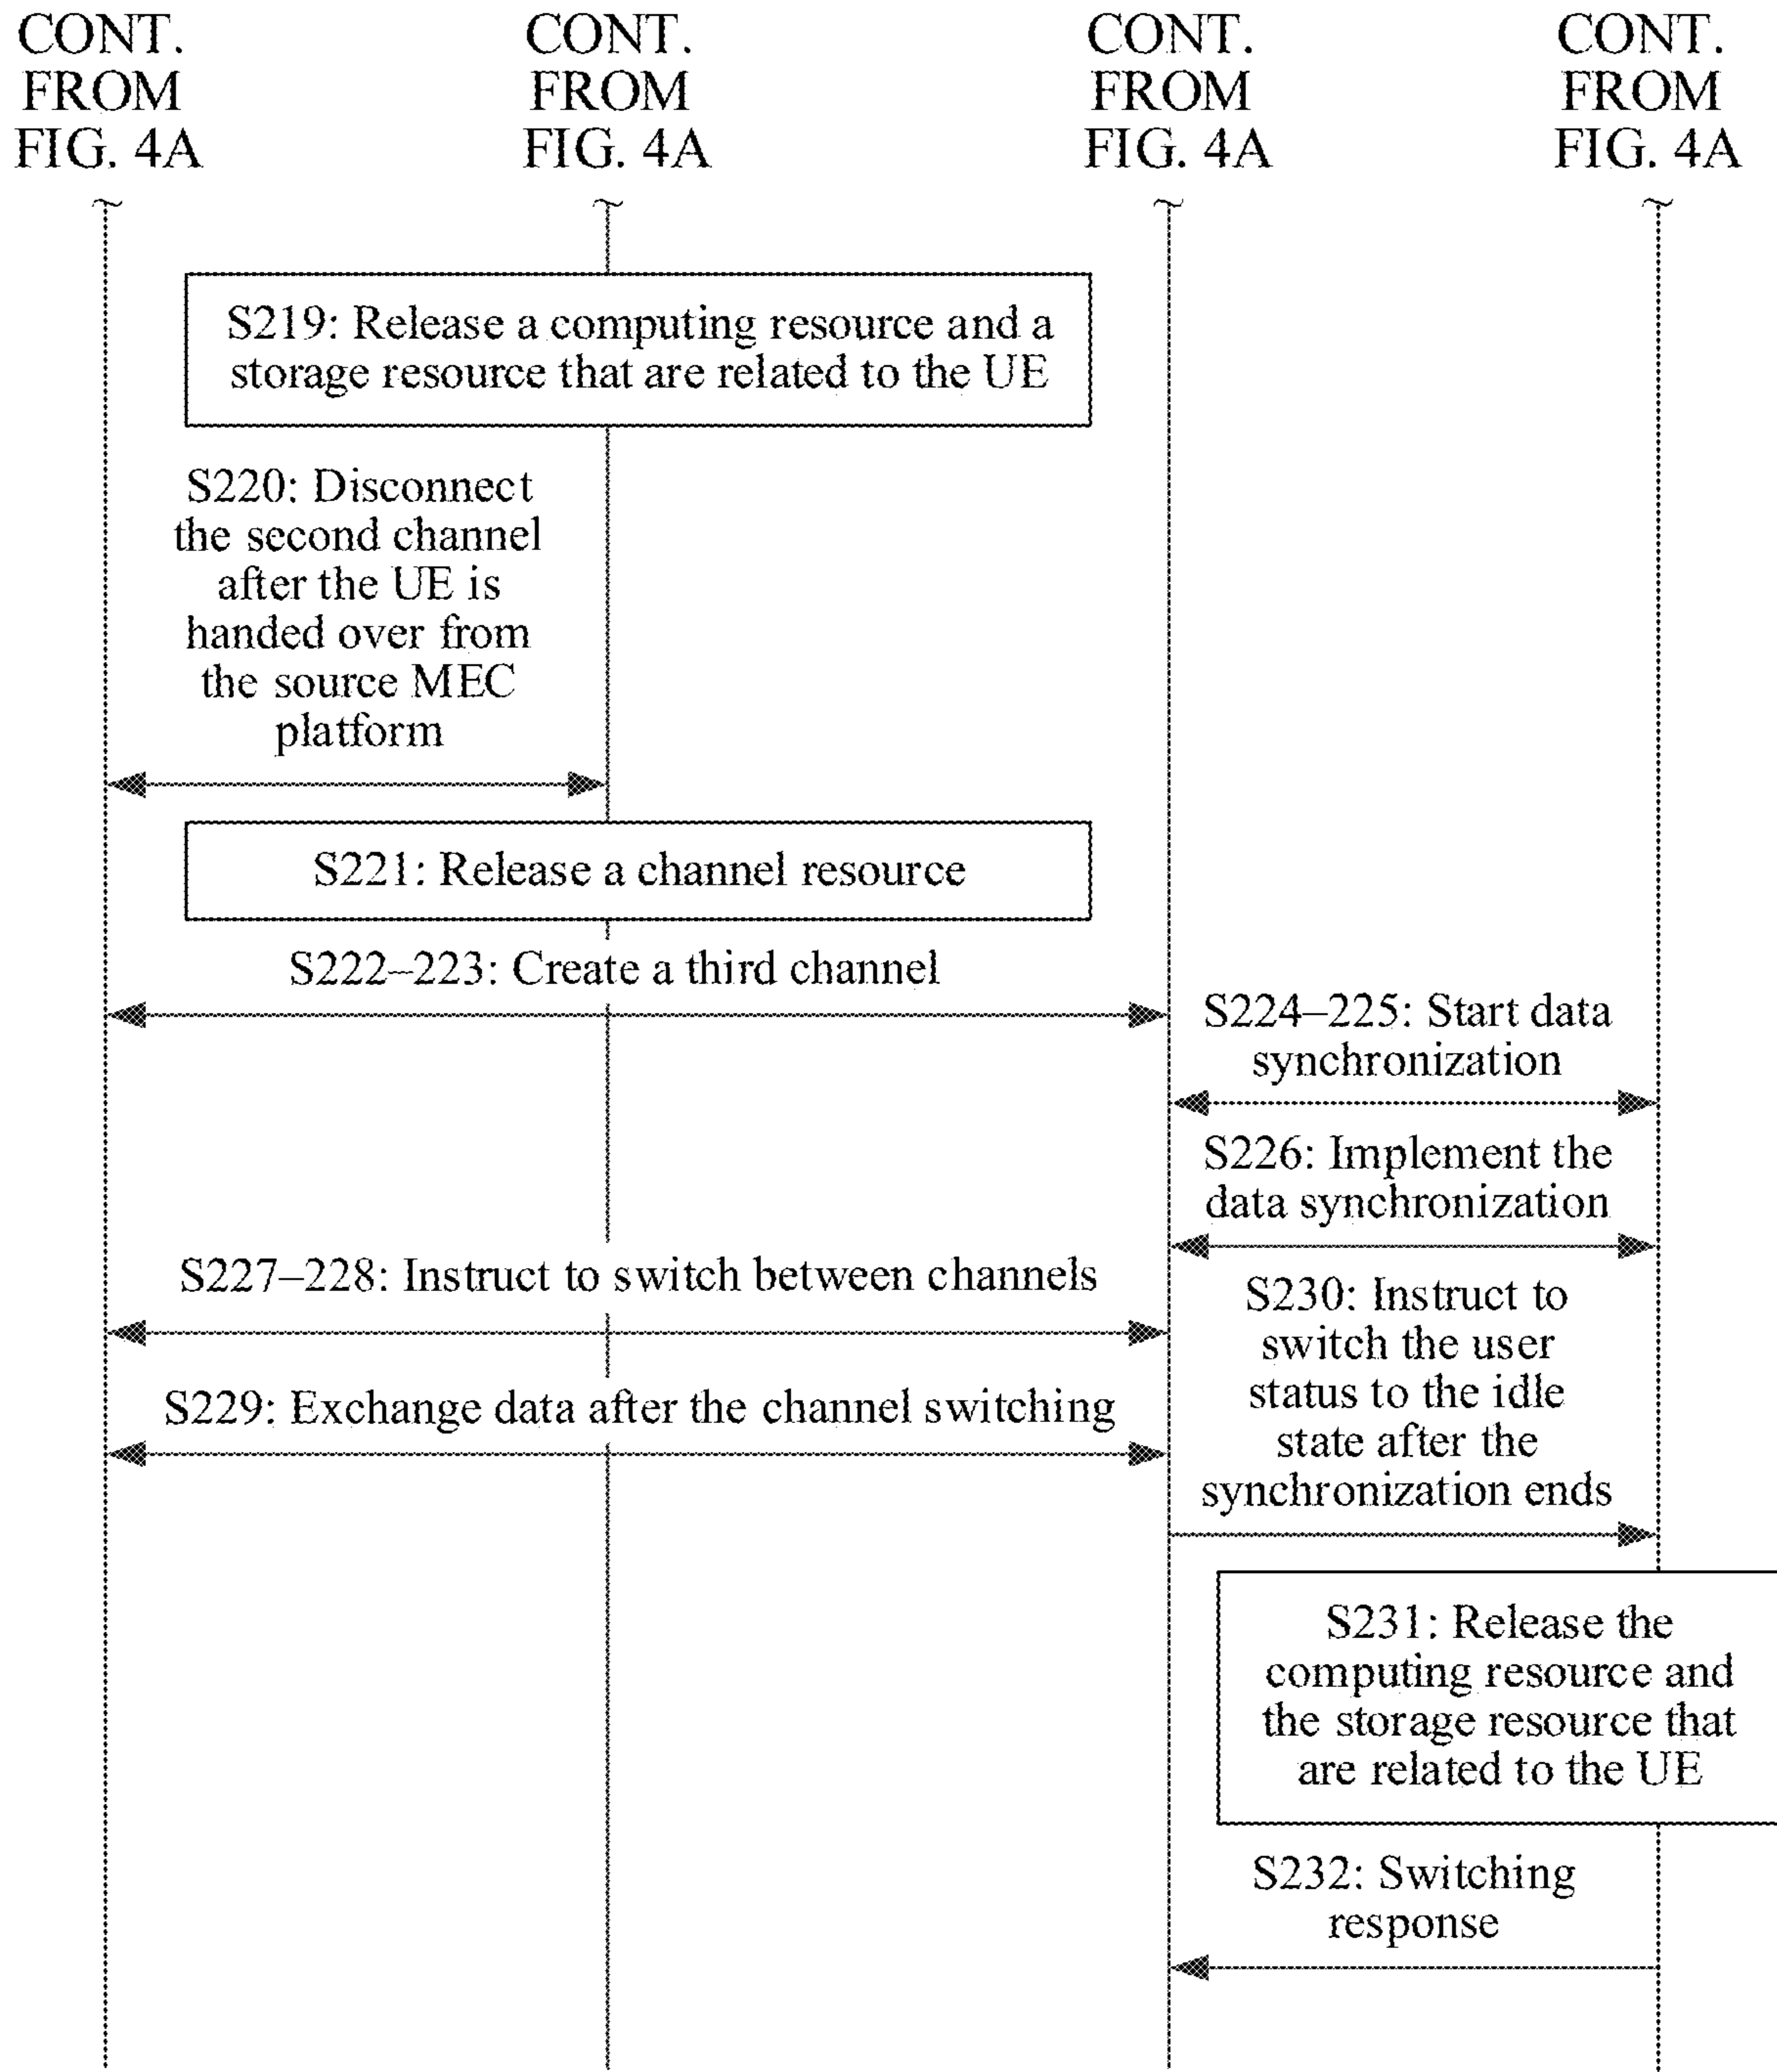 CONT.
FROM
FIG. 4A
CONT.
FROM
FIG. 4A
CONT.
FROM
FIG. 4A
CONT.
FROM
FIG. 4A
S219: Release a computing resource and a
storage resource that are related to the UE
S220: Disconnect
the second channel
after the UE is
handed over from
the source MEC
platform
S221: Release a channel resource
S222–223: Create a third channel
S224–225: Start data
synchronization
S226: Implement the
data synchronization
S227–228: Instruct to switch between channels
S229: Exchange data after the channel switching
S230: Instruct to
switch the user
status to the idle
state after the
synchronization ends
S231: Release the
computing resource and
the storage resource that
are related to the UE
S232: Switching
response